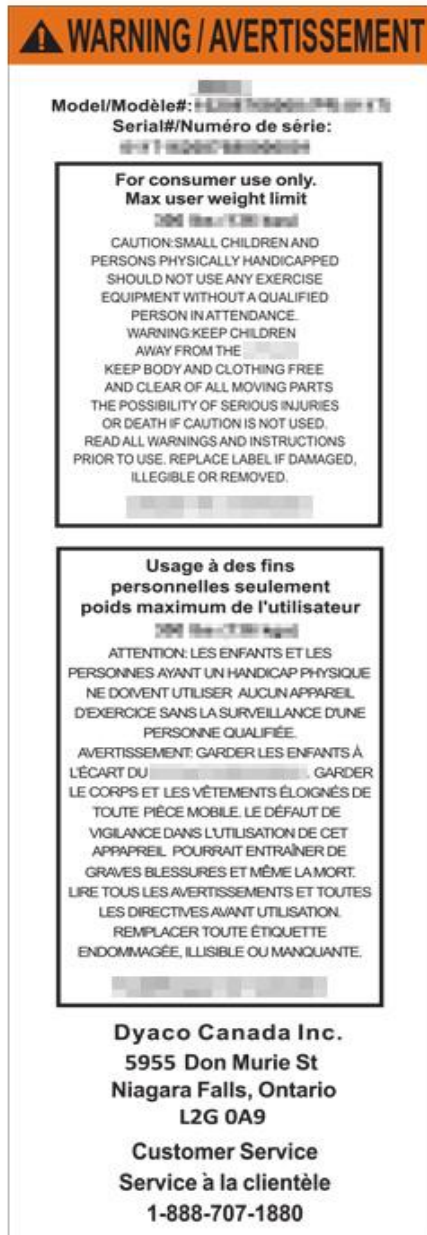 WARNING / AVERTISSEMENT
Model/Modèle#:
Serial#/Numéro de série:
For consumer use only.
Max user weight limit
CAUTION:SMALL CHILDREN AND
PERSONS PHYSICALLY HANDICAPPED
SHOULD NOT USE ANY EXERCISE
EQUIPMENT WITHOUT A QUALIFIED
PERSON IN ATTENDANCE.
WARNING:KEEP CHILDREN
AWAY FROM THE
KEEP BODY AND CLOTHING FREE
AND CLEAR OF ALL MOVING PARTS
THE POSSIBILITY OF SERIOUS INJURIES
OR DEATH IF CAUTION IS NOT USED.
READ ALL WARNINGS AND INSTRUCTIONS
PRIOR TO USE. REPLACE LABEL IF DAMAGED,
ILLEGIBLE OR REMOVED.
Usage à des fins
personnelles seulement
poids maximum de l'utilisateur
ATTENTION: LES ENFANTS ET LES
PERSONNES AYANT UN HANDICAP PHYSIQUE
NE DOIVENT UTILISER AUCUN APPAREIL
D'EXERCICE SANS LA SURVEILLANCE D'UNE
PERSONNE QUALIFIÉE.
AVERTISSEMENT: GARDER LES ENFANTS À
L'ÉCART DU . GARDER
LE CORPS ET LES VÊTEMENTS ÉLOIGNÉS DE
TOUTE PIÈCE MOBILE. LE DÉFAUT DE
VIGILANCE DANS L'UTILISATION DE CET
APPAPREIL POURRAIT ENTRAÎNER DE
GRAVES BLESSURES ET MÊME LA MORT.
LIRE TOUS LES AVERTISSEMENTS ET TOUTES
LES DIRECTIVES AVANT UTILISATION.
REMPLACER TOUTE ÉTIQUETTE
ENDOMMAGÉE, ILLISIBLE OU MANQUANTE.
Dyaco Canada Inc.
5955 Don Murie St
Niagara Falls, Ontario
L2G 0A9
Customer Service
Service à la clientèle
1-888-707-1880